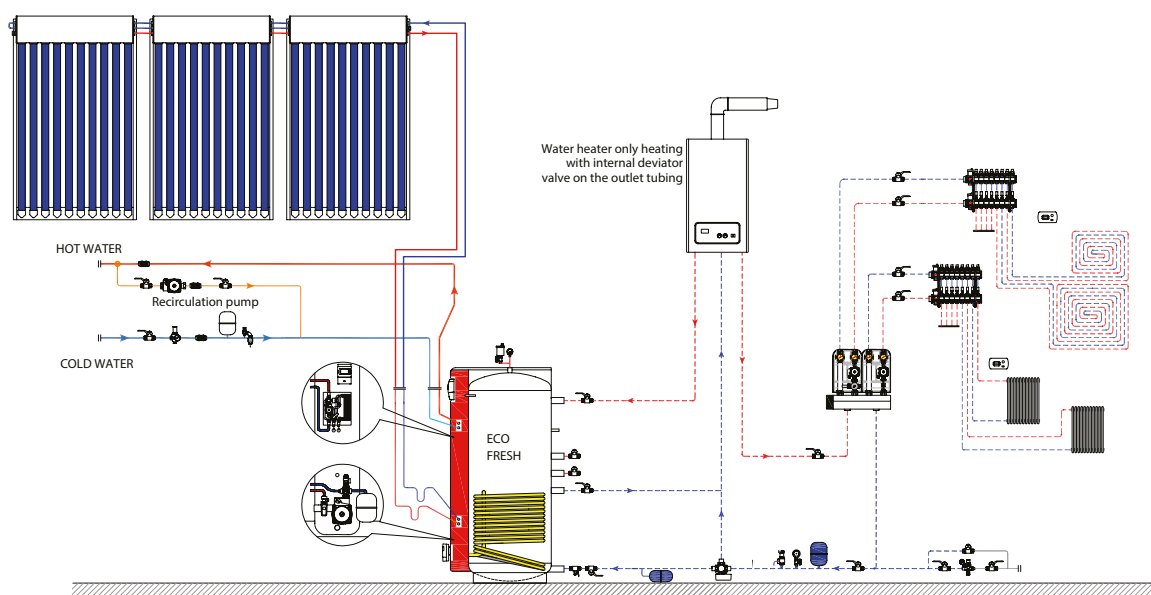 Water heater only heating
with internal deviator
valve on the outlet tubing
HOT WATER
Recirculation pump
COLD WATER
ECO
FRESH